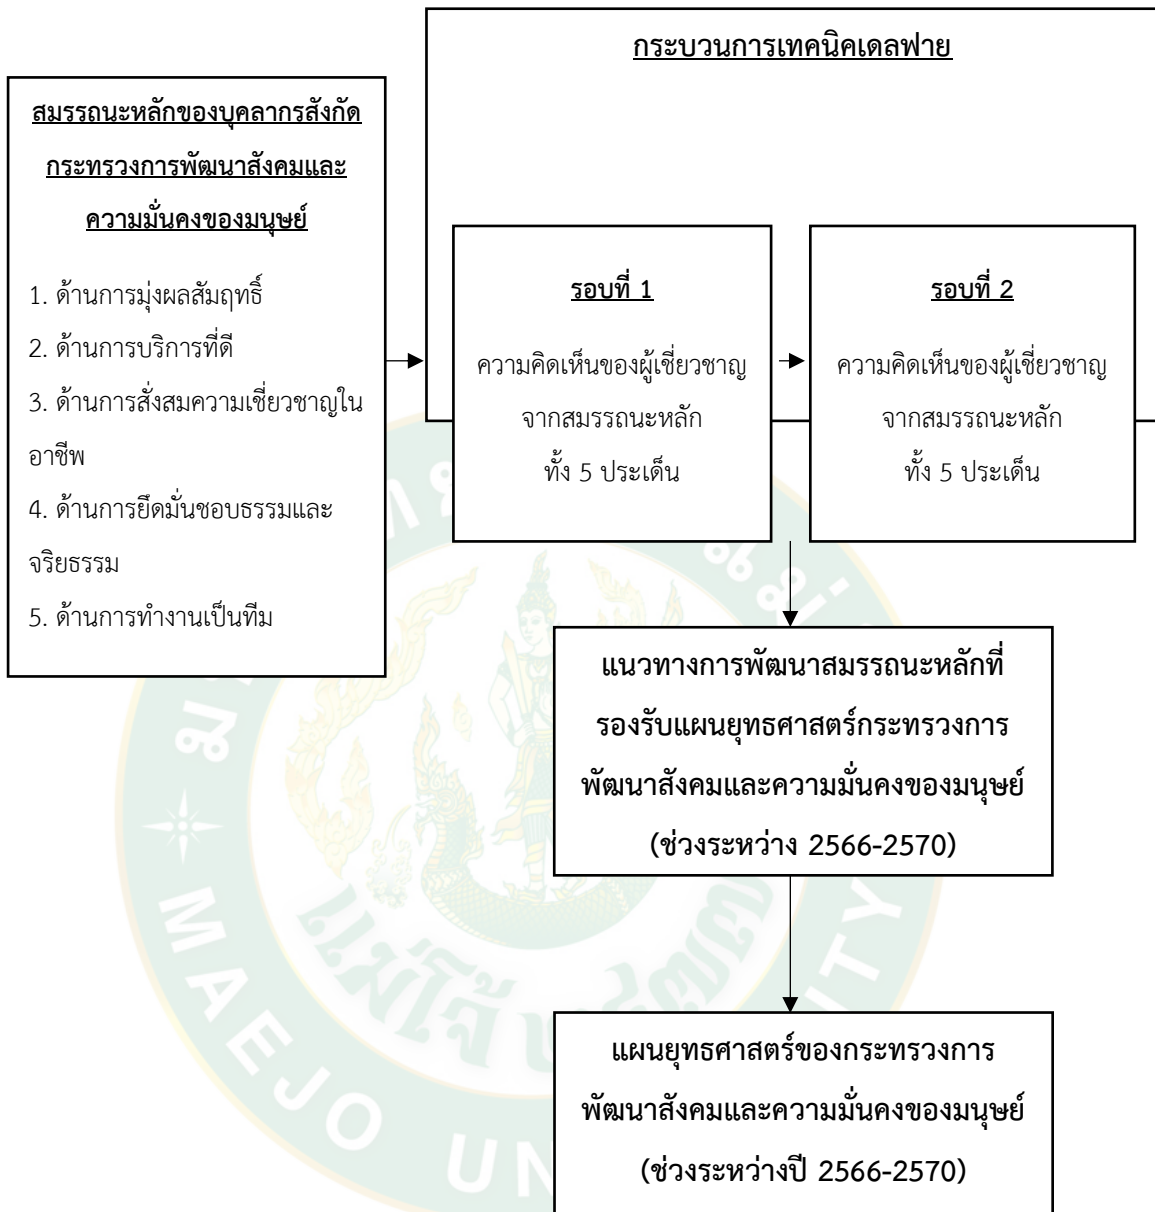 กระบวนการเทคนิคเดลฟาย
สมรรถนะหลักของบุคลากรสังกัด
กระทรวงการพัฒนาสังคมและ
ความมั่นคงของมนุษย์
1. ด้านการมุ่งผลสัมฤทธิ์
2. ด้านการบริการที่ดี
3. ด้านการสั่งสมความเชี่ยวชาญใน
อาชีพ
4. ด้านการยึดมั่นชอบธรรมและ
จริยธรรม
5. ด้านการทำงานเป็นทีม
รอบที่ 1
ความคิดเห็นของผู้เชี่ยวชาญ
จากสมรรถนะหลัก
ทั้ง 5 ประเด็น
รอบที่ 2
ความคิดเห็นของผู้เชี่ยวชาญ
จากสมรรถนะหลัก
ทั้ง 5 ประเด็น
แนวทางการพัฒนาสมรรถนะหลักที่
รองรับแผนยุทธศาสตร์กระทรวงการ
พัฒนาสังคมและความมั่นคงของมนุษย์
(ช่วงระหว่าง 2566-2570)
แผนยุทธศาสตร์ของกระทรวงการ
พัฒนาสังคมและความมั่นคงของมนุษย์
(ช่วงระหว่างปี 2566-2570)
แม่โจ้
MAEJO